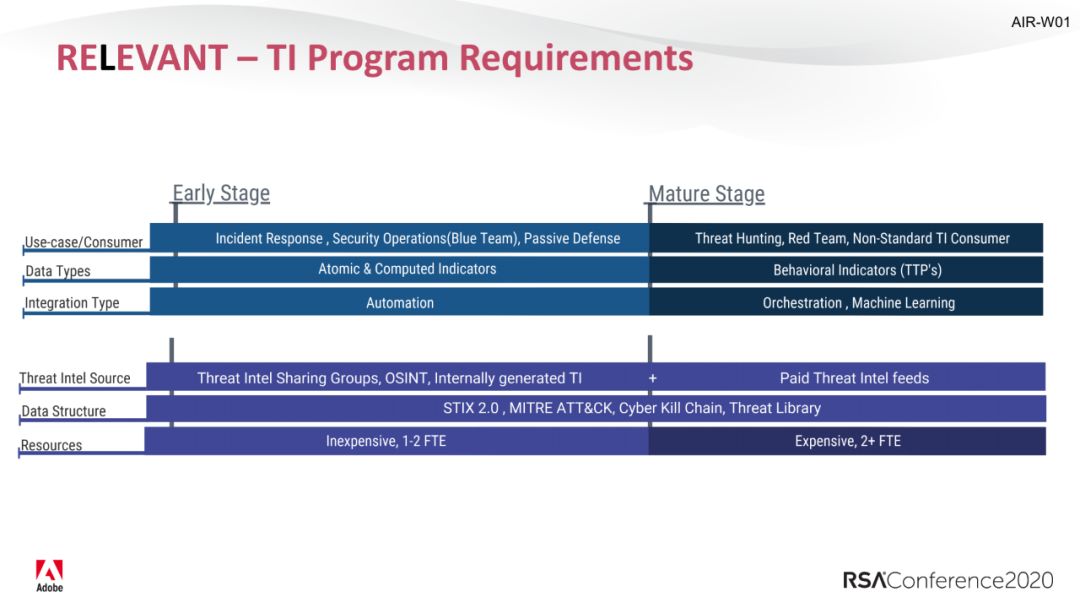 AIR-W01
RELEVANT – TI Program Requirements
Early Stage
Mature Stage
Use-case/Consumer
Incident Response , Security Operations(Blue Team), Passive Defense
Threat Hunting, Red Team, Non-Standard TI Consumer
Data Types
Atomic & Computed Indicators
Behavioral Indicators (TTP's)
Integration Type
Automation
Orchestration , Machine Learning
Threat Intel Source
Threat Intel Sharing Groups, OSINT, Internally generated TI
+
Paid Threat Intel feeds
Data Structure
STIX 2.0 , MITRE ATT&CK, Cyber Kill Chain, Threat Library
Resources
Inexpensive, 1-2 FTE
Expensive, 2+ FTE
Adobe
RSAConference2020